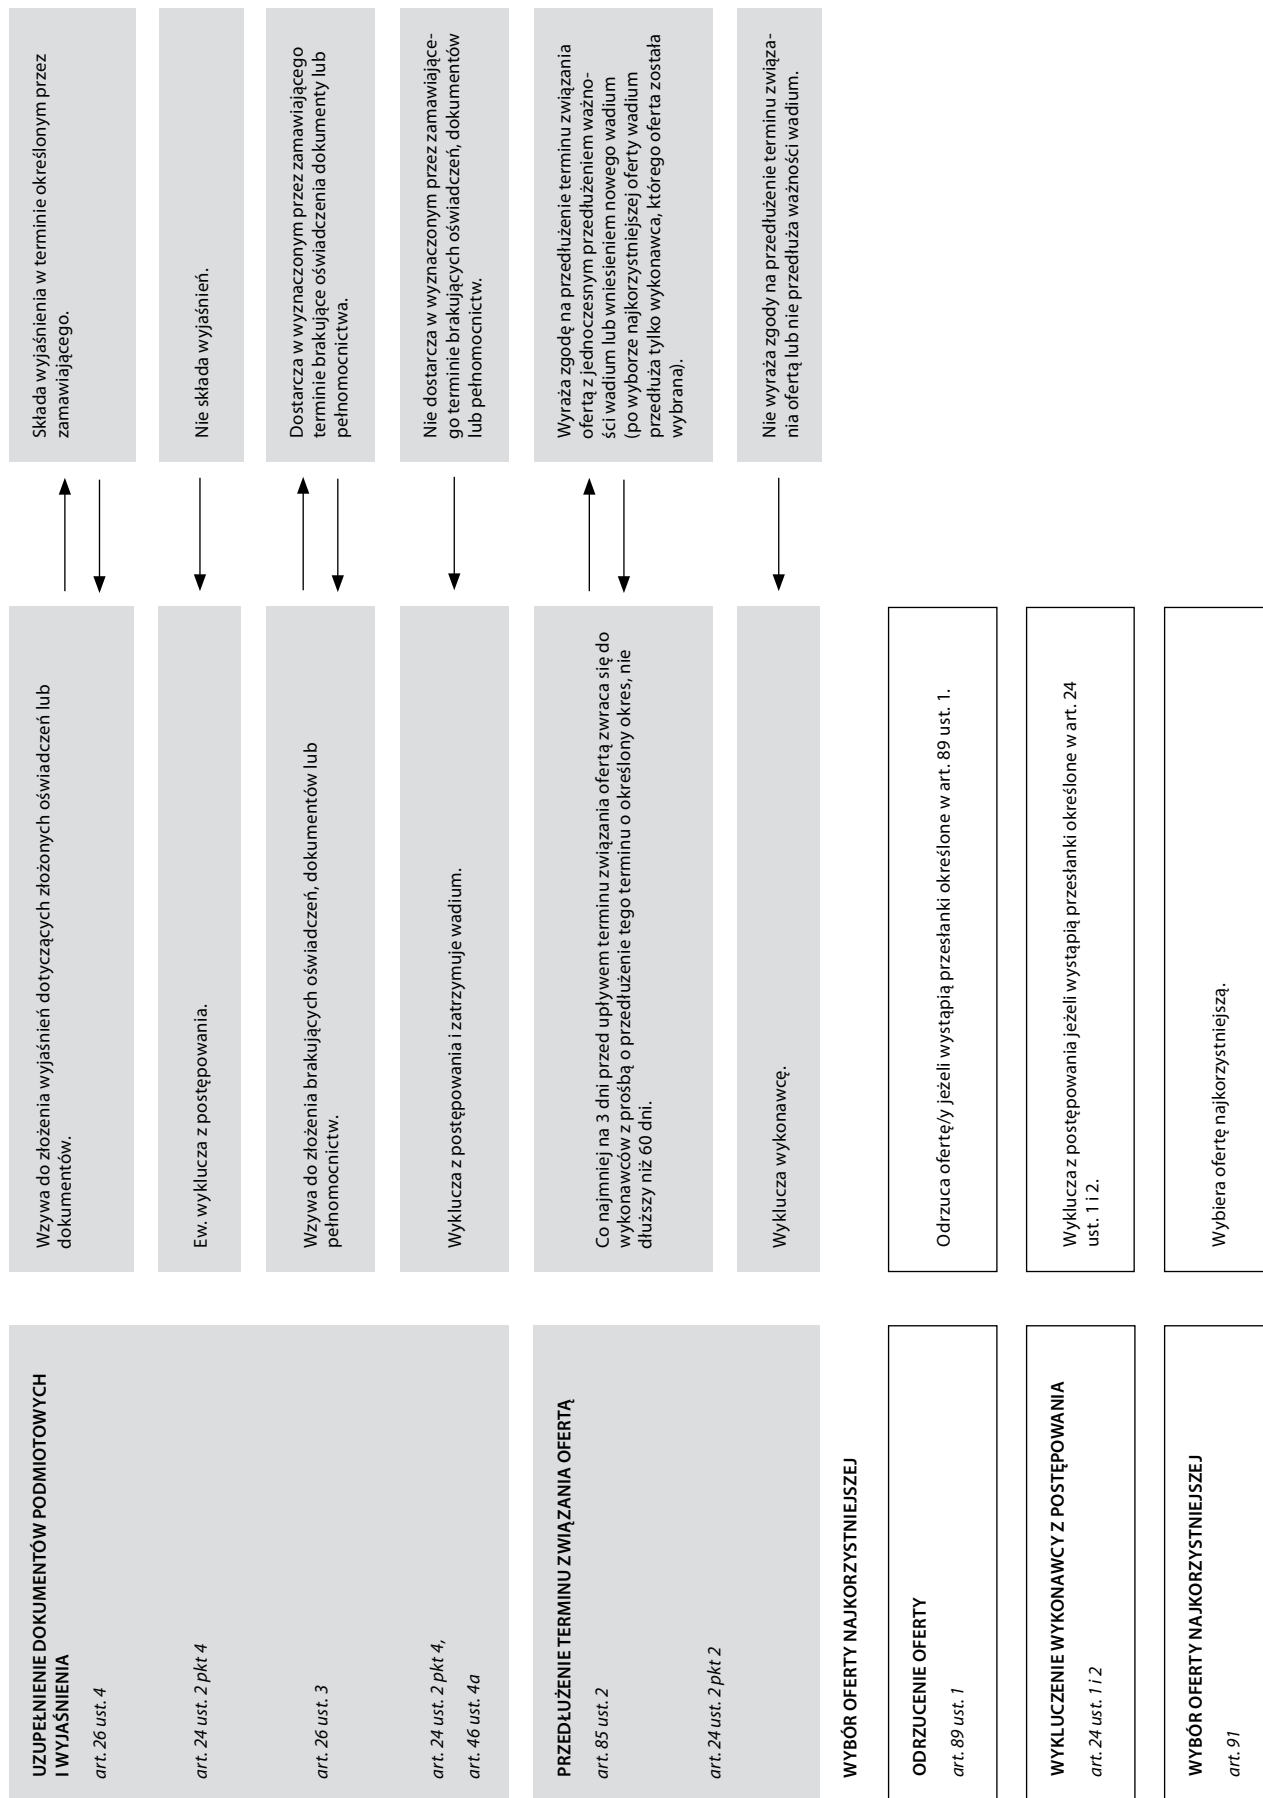 UZUPEŁNIENIE DOKUMENTÓW PODMIOTOWYCH
I WYJAŚNIENIA
art. 26 ust. 4
Wzywa do złożenia wyjaśnień dotyczących złożonych oświadczeń lub
dokumentów.
Składa wyjaśnienia w terminie określonym przez
zamawiającego.
art. 24 ust. 2 pkt 4
Ew. wyklucza z postępowania.
Nie składa wyjaśnień.
art. 26 ust. 3
Wzywa do złożenia brakujących oświadczeń, dokumentów lub
pełnomocnictw.
Dostarcza w wyznaczonym przez zamawiającego
terminie brakujące oświadczenia dokumenty lub
pełnomocnictwa.
art. 24 ust. 2 pkt 4,
art. 46 ust. 4a
Wyklucza z postępowania i zatrzymuje wadium.
Nie dostarcza w wyznaczonym przez zamawiające-
go terminie brakujących oświadczeń, dokumentów
lub pełnomocnictw.
PRZEDŁUŻENIE TERMINU ZWIĄZANIA OFERTĄ
art. 85 ust. 2
Co najmniej na 3 dni przed upływem terminu związania ofertą zwraca się do
wykonawców z prośbą o przedłużenie tego terminu o określony okres, nie
dłuższy niż 60 dni.
Wyraża zgodę na przedłużenie terminu związania
ofertą z jednoczesnym przedłużeniem ważno-
ści wadium lub wniesieniem nowego wadium
(po wyborze najkorzystniejszej oferty wadium
przedłuża tylko wykonawca, którego oferta została
wybrana).
art. 24 ust. 2 pkt 2
Wyklucza wykonawcę.
Nie wyraża zgody na przedłużenie terminu związa-
nia ofertą lub nie przedłuża ważności wadium.
WYBÓR OFERTY NAJKORZYSTNIEJSZEJ
ODRZUCENIE OFERTY
art. 89 ust. 1
Odrzuca ofertę/y jeżeli wystąpią przesłanki określone w art. 89 ust. 1.
WYKLUCZENIE WYKONAWCY Z POSTĘPOWANIA
art. 24 ust. 1 i 2
Wyklucza z postępowania jeżeli wystąpią przesłanki określone w art. 24
ust. 1 i 2.
WYBÓR OFERTY NAJKORZYSTNIEJSZEJ
art. 91
Wybiera ofertę najkorzystniejszą.